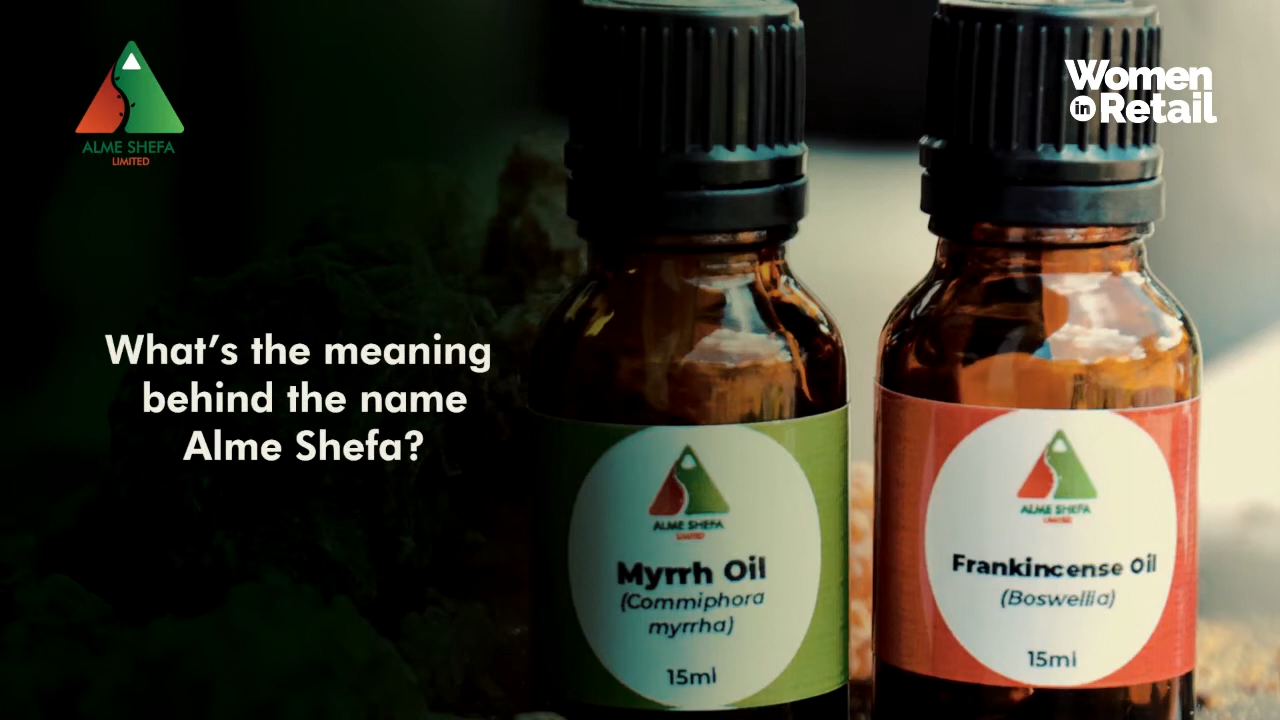 ALME SHEFA
LIMITED
Women
in Retail
What's the meaning
behind the name
Alme Shefa?
ALME SHEFA
LIMITED
Myrrh Oil
(Commiphora
myrrha)
15ml
ALME SHEFA
LIMITED
Frankincense Oil
(Boswellia)
15ml